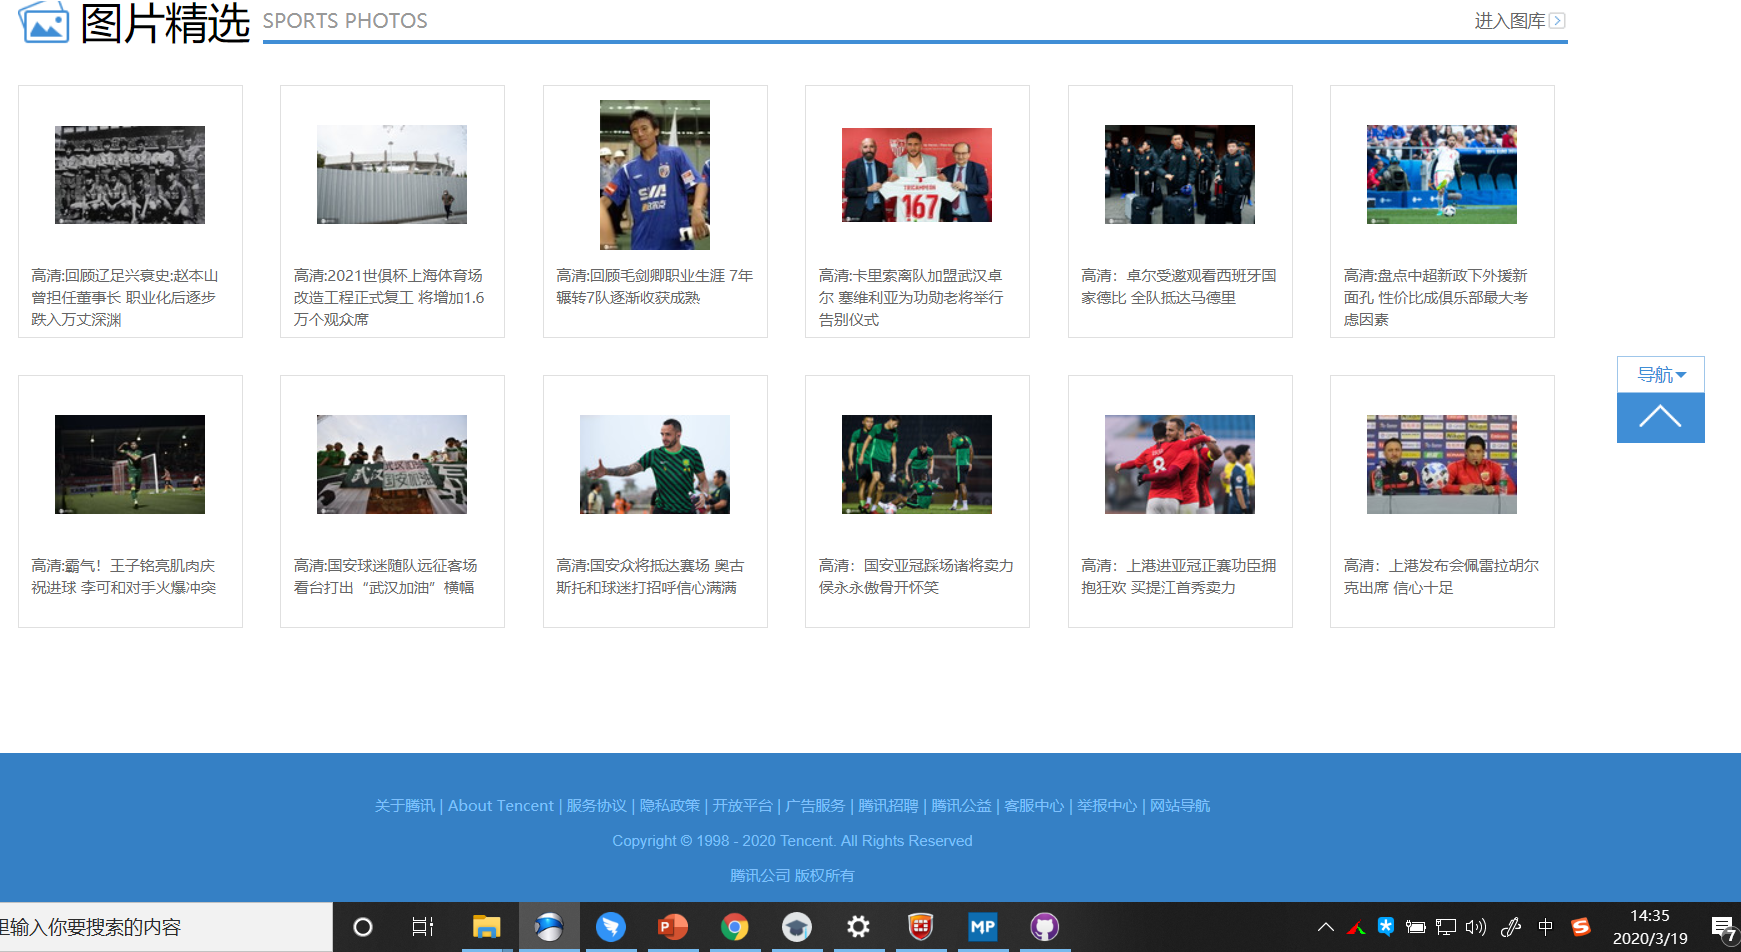 图片精选 SPORTS PHOTOS 进入图库
TRICAMPEÓN
167
高清:回顾辽足兴衰史:赵本山
曾担任董事长 职业化后逐步
跌入万丈深渊
高清:2021世俱杯上海体育场
改造工程正式复工 将增加1.6
万个观众席
高清:回顾毛剑卿职业生涯 7年
辗转7队逐渐收获成熟
高清:卡里索离队加盟武汉卓
尔 塞维利亚为功勋老将举行
告别仪式
高清：卓尔受邀观看西班牙国
家德比 全队抵达马德里
高清:盘点中超新政下外援新
面孔 性价比成俱乐部最大考
虑因素
导航
武汉加油
国安加油
8
高清:霸气！王子铭亮肌肉庆
祝进球 李可和对手火爆冲突
高清:国安球迷随队远征客场
看台打出“武汉加油”横幅
高清:国安众将抵达赛场 奥古
斯托和球迷打招呼信心满满
高清：国安亚冠踩场诸将卖力
侯永永傲骨开怀笑
高清：上港进亚冠正赛功臣拥
抱狂欢 买提江首秀卖力
高清：上港发布会佩雷拉胡尔
克出席 信心十足
关于腾讯 | About Tencent | 服务协议 | 隐私政策 | 开放平台 | 广告服务 | 腾讯招聘 | 腾讯公益 | 客服中心 | 举报中心 | 网站导航
Copyright © 1998 - 2020 Tencent. All Rights Reserved
腾讯公司 版权所有
里输入你要搜索的内容
P
MP
中
S
14:35
2020/3/19
7